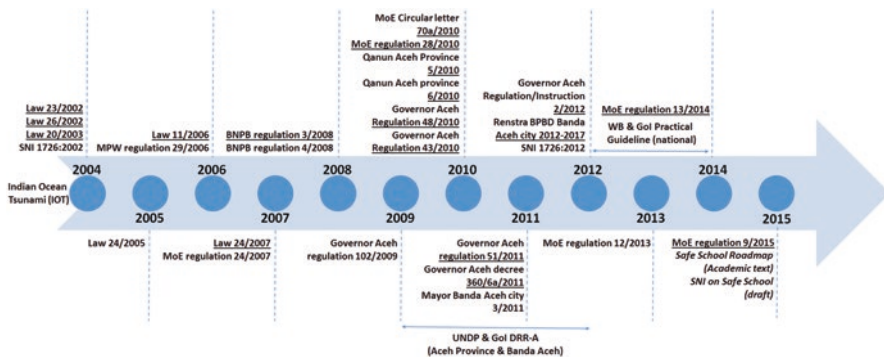 Law 23/2002
Law 26/2002
Law 20/2003
SNI 1726:2002
Law 11/2006
MPW regulation 29/2006
BNPB regulation 3/2008
BNPB regulation 4/2008
MoE Circular letter
70a/2010
MoE regulation 28/2010
Qanun Aceh Province
5/2010
Qanun Aceh province
6/2010
Governor Aceh
Regulation 48/2010
Governor Aceh
Regulation 43/2010
Governor Aceh
Regulation/Instruction
2/2012
Renstra BPBD Banda
Aceh city 2012-2017
SNI 1726:2012
MoE regulation 13/2014
WB & GoI Practical
Guideline (national)
2004
2006
2008
2010
2012
2014
Indian Ocean
Tsunami (IOT)
2005
2007
2009
2011
2013
2015
Law 24/2005
Law 24/2007
MoE regulation 24/2007
Governor Aceh
regulation 102/2009
Governor Aceh
regulation 51/2011
Governor Aceh decree
360/6a/2011
Mayor Banda Aceh city
3/2011
MoE regulation 12/2013
MoE regulation 9/2015
Safe School Roadmap
(Academic text)
SNI on Safe School
(draft)
UNDP & GoI DRR-A
(Aceh Province & Banda Aceh)